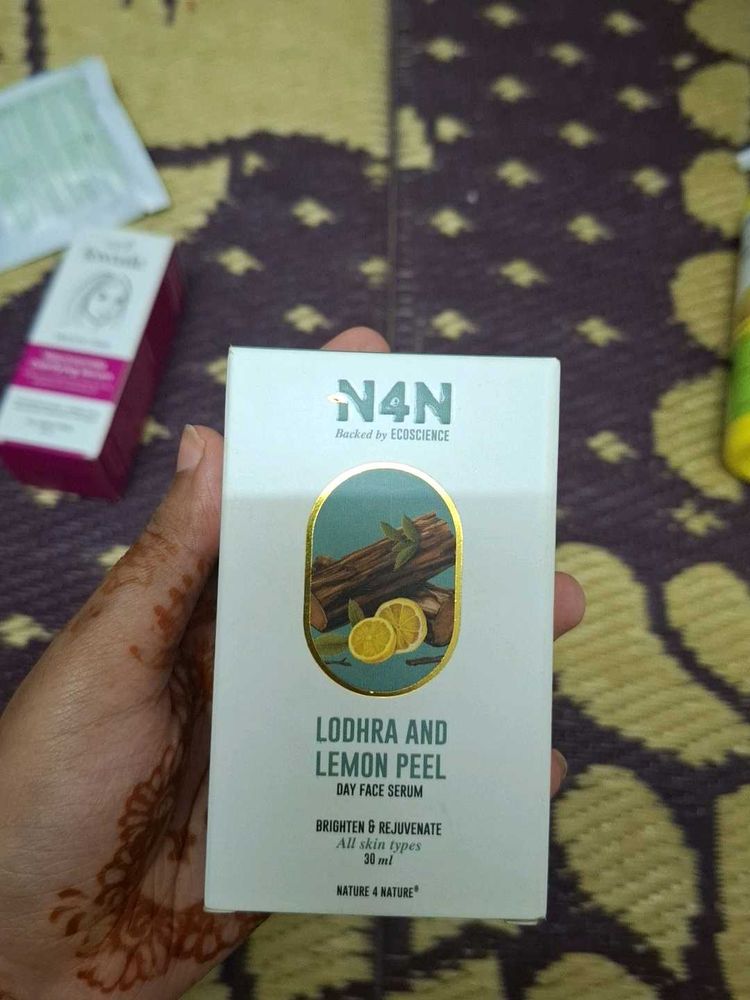 N4N
Backed by ECOSCIENCE
LODHRA AND
LEMON PEEL
DAY FACE SERUM
BRIGHTEN & REJUVENATE
All skin types
30 ml
NATURE 4 NATURE®